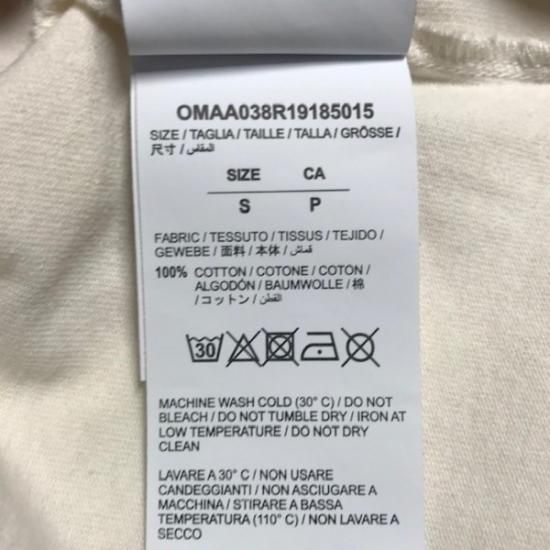 OMAA038R19185015
SIZE / TAGLIA / TAILLE / TALLA / GRÖSSE /
尺寸 / المقاس
SIZE CA
S P
FABRIC / TESSUTO / TISSUS / TEJIDO /
GEWEBE / 面料 / 本体 / قماش
100% COTTON / COTONE / COTON /
ALGODÓN / BAUMWOLLE / 棉
/ コットン / القطن
30
MACHINE WASH COLD (30° C) / DO NOT
BLEACH / DO NOT TUMBLE DRY / IRON AT
LOW TEMPERATURE / DO NOT DRY
CLEAN
LAVARE A 30° C / NON USARE
CANDEGGIANTI / NON ASCIUGARE A
MACCHINA / STIRARE A BASSA
TEMPERATURA (110° C) / NON LAVARE A
SECCO